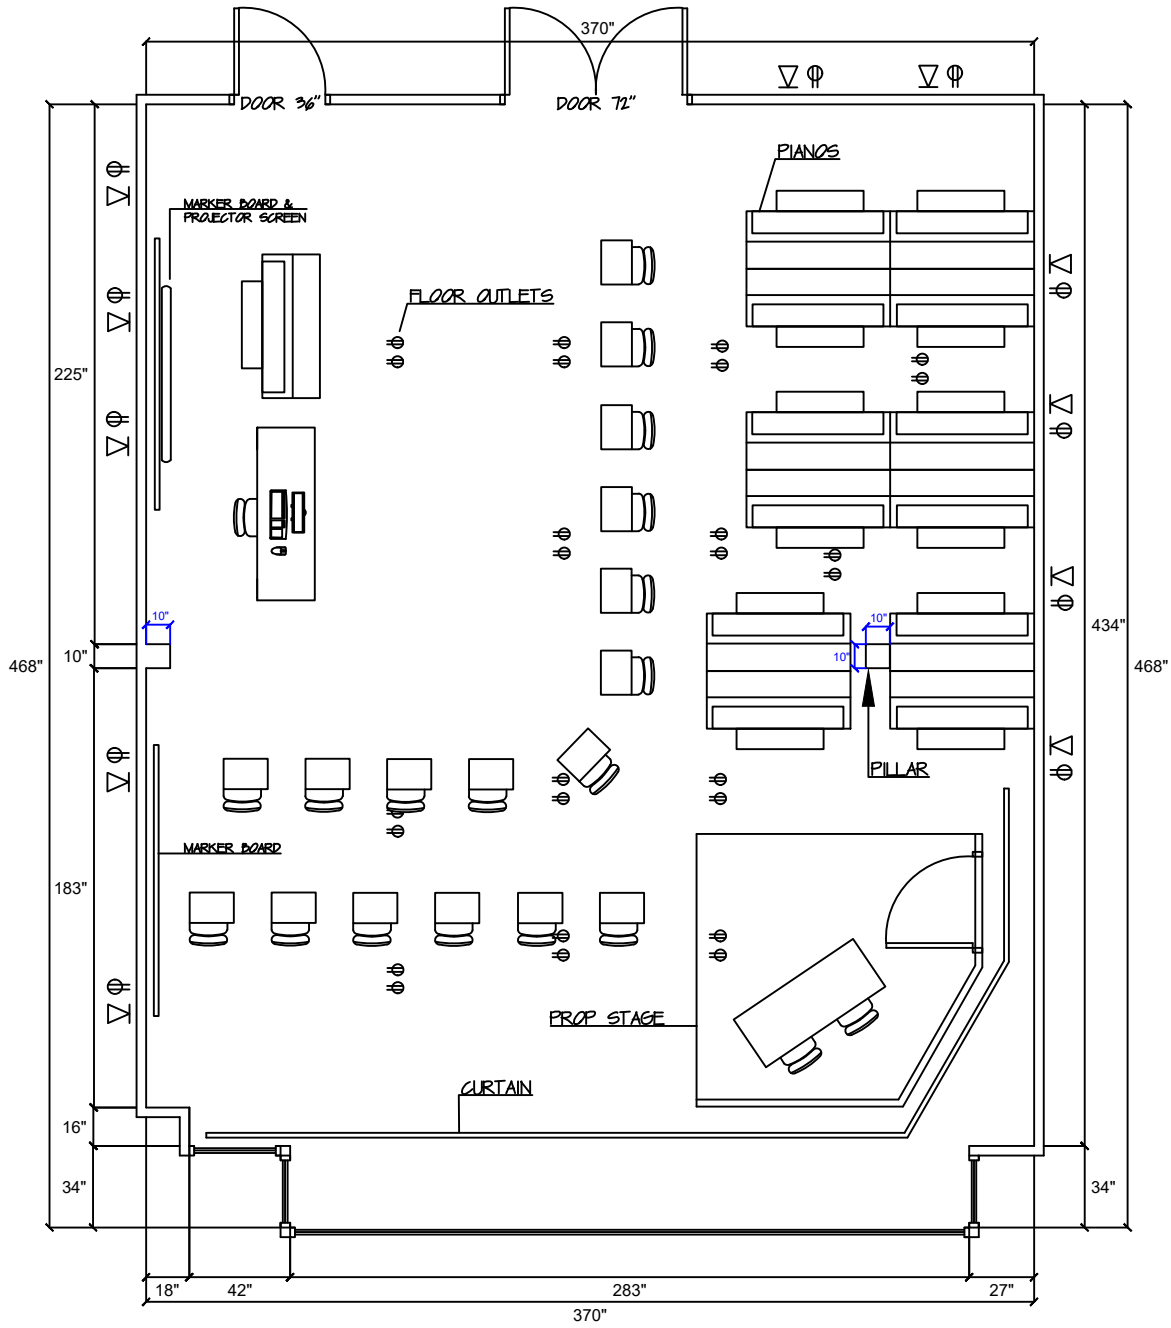 370"
DOOR 36"
DOOR 72"
PIANOS
MARKER BOARD &
PROJECTOR SCREEN
FLOOR OUTLETS
225"
10"
10"
434"
468"
10"
10"
468"
PILLAR
MARKER BOARD
183"
PROP STAGE
CURTAIN
16"
34"
34"
18"
42"
283"
27"
370"